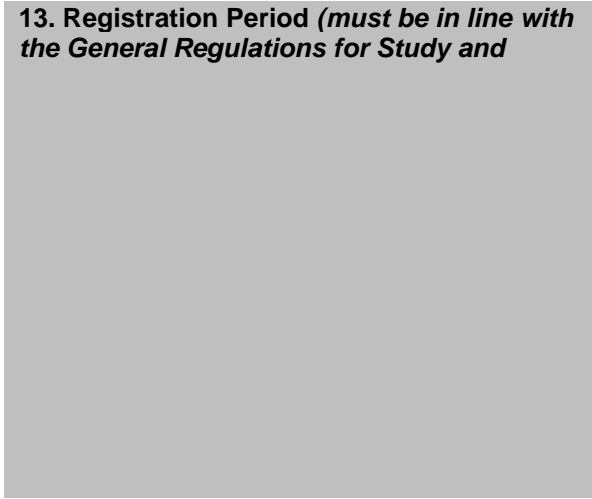 13. Registration Period (must be in line with
the General Regulations for Study and